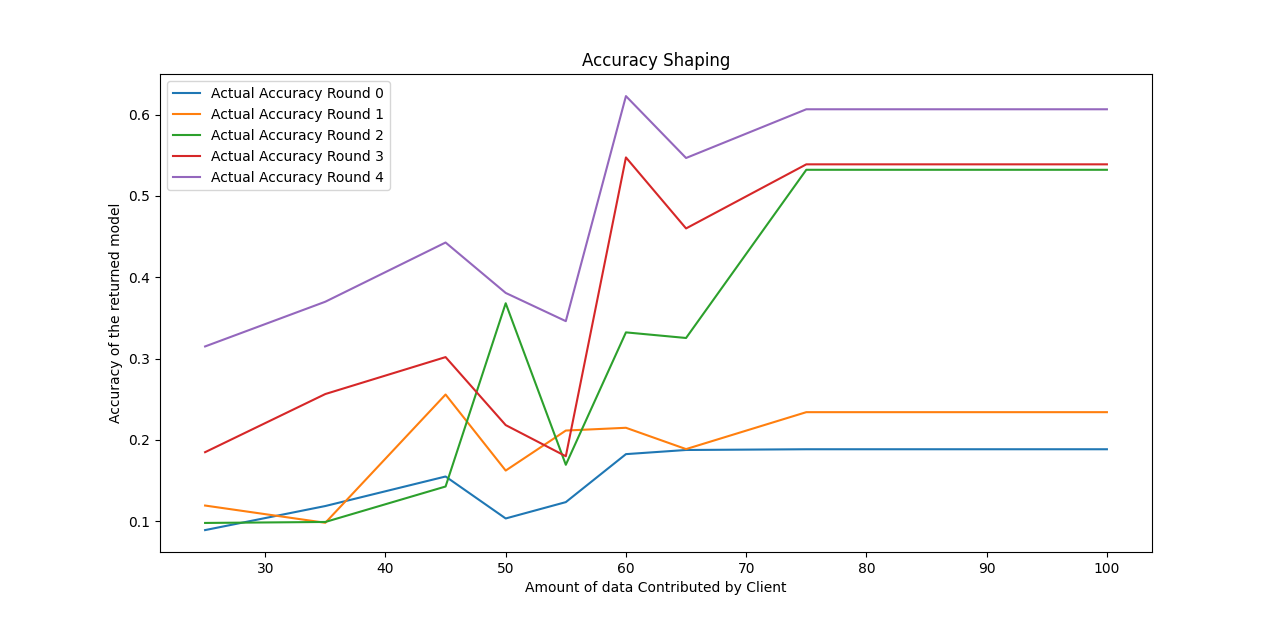 Accuracy Shaping
Actual Accuracy Round 0
Actual Accuracy Round 1
Actual Accuracy Round 2
Actual Accuracy Round 3
Actual Accuracy Round 4
Accuracy of the returned model
0.6
0.5
0.4
0.3
0.2
0.1
30 40 50 60 70 80 90 100
Amount of data Contributed by Client